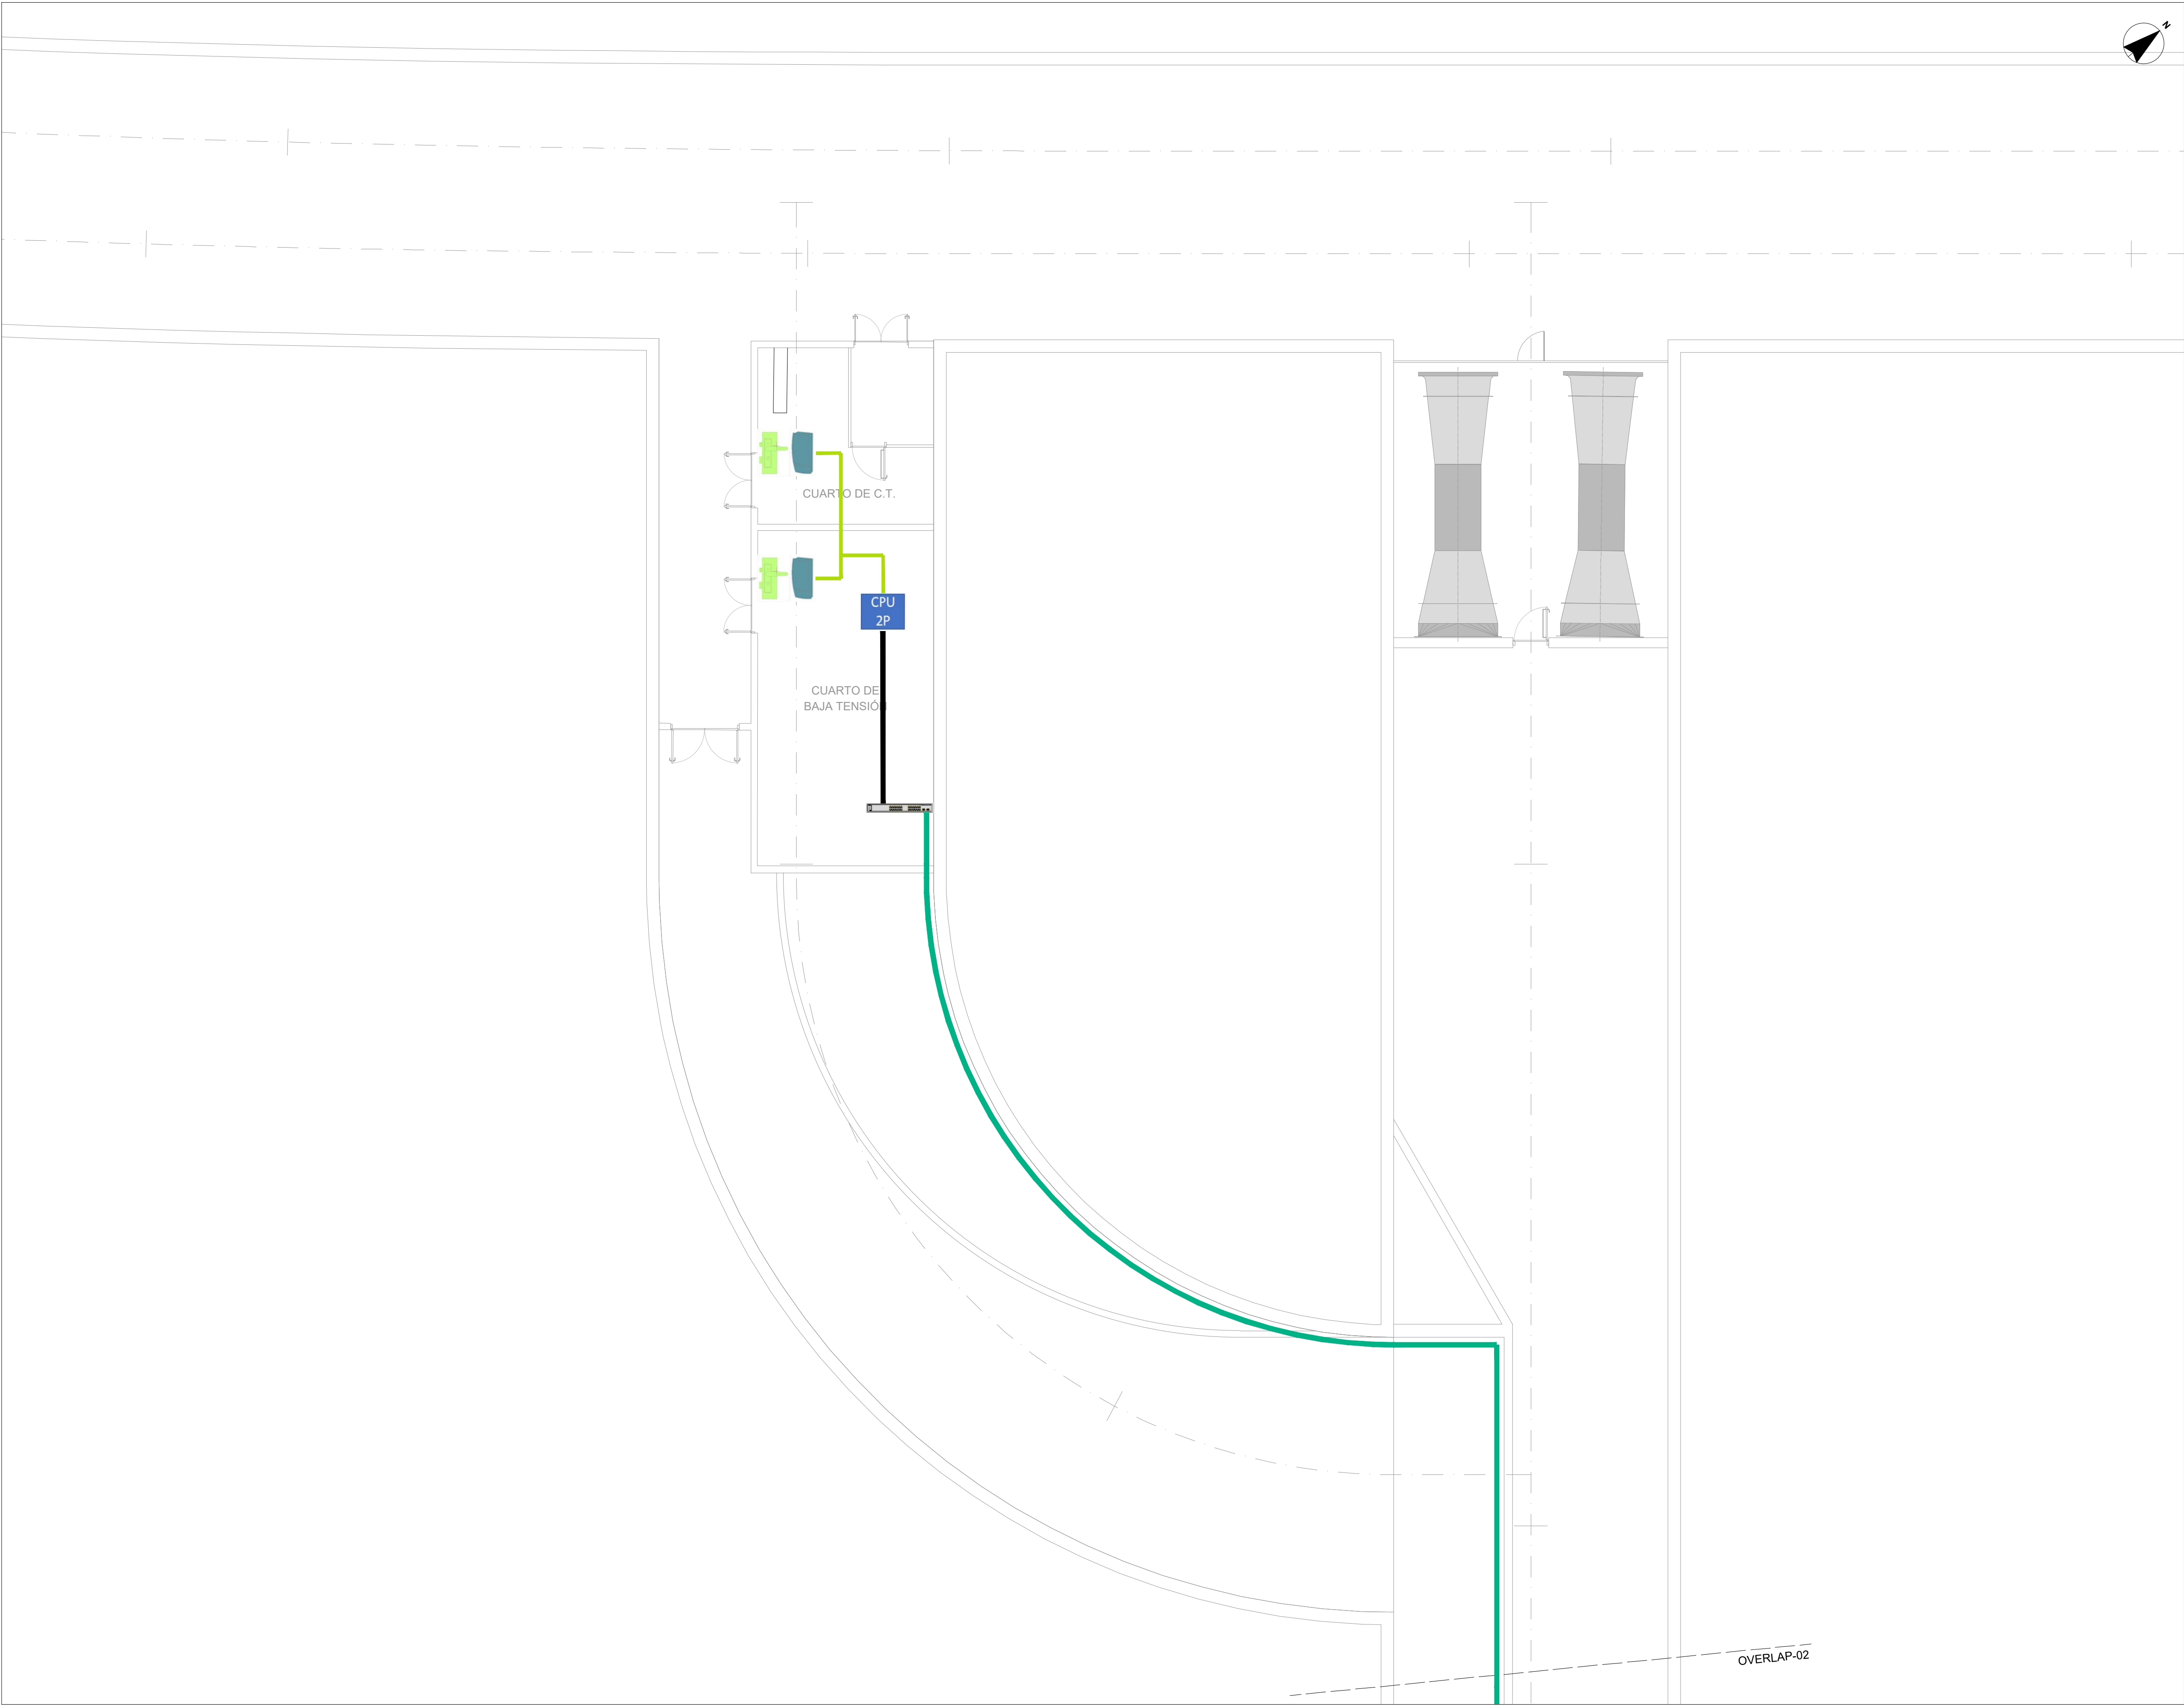 N
CUARTO DE C.T.
CPU
2P
CUARTO DE
BAJA TENSIÓN
OVERLAP-02